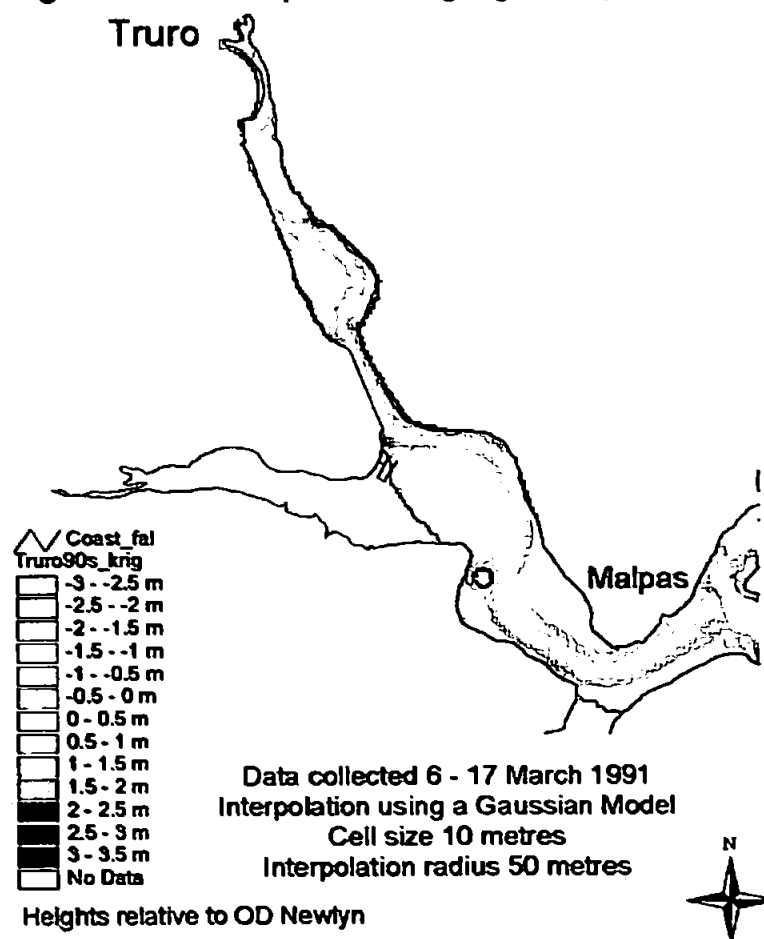 Truro
Malpas
Coast_fal
Truro90s_krig
-3 - -2.5 m
-2.5 - -2 m
-2 - -1.5 m
-1.5 - -1 m
-1 - -0.5 m
-0.5 - 0 m
0 - 0.5 m
0.5 - 1 m
1 - 1.5 m
1.5 - 2 m
2 - 2.5 m
2.5 - 3 m
3 - 3.5 m
No Data
Data collected 6 - 17 March 1991
Interpolation using a Gaussian Model
Cell size 10 metres
Interpolation radius 50 metres
N
Heights relative to OD Newlyn